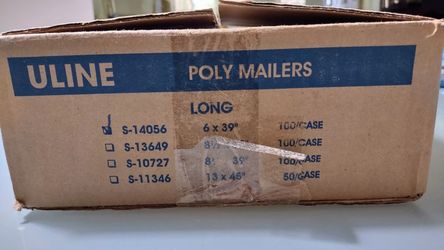 ULINE POLY MAILERS
LONG
S-14056 6 x 39" 100/CASE
S-13649 100/CASE
S-10727 39" 100/CASE
S-11346 13 x 45" 50/CASE